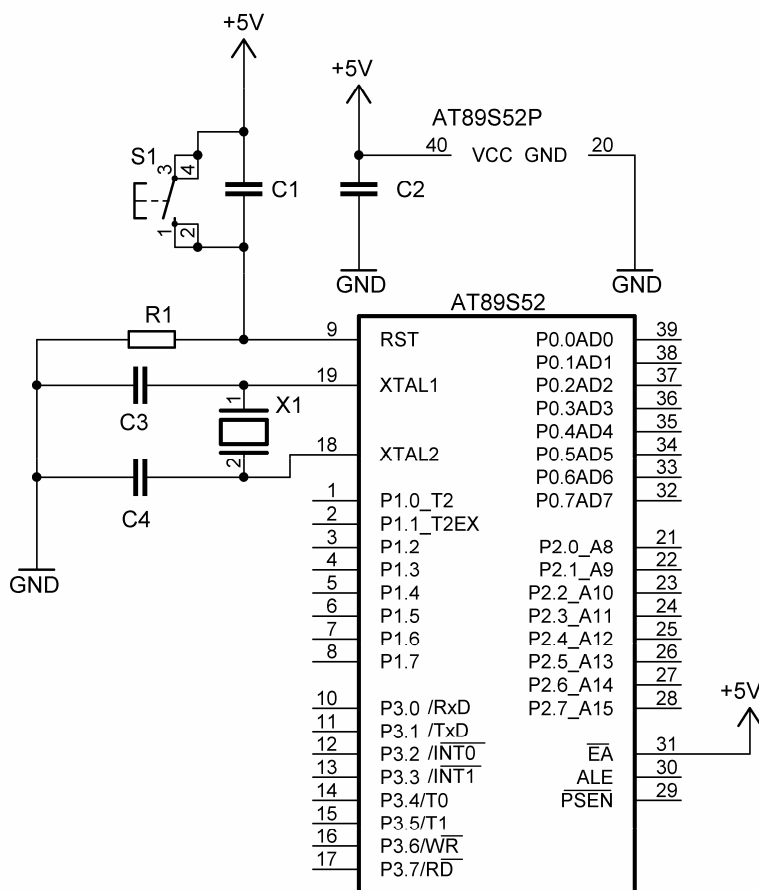 +5V
+5V
AT89S52P
40 VCC GND 20
S1
3
4
1
2
C1
C2
GND
GND
AT89S52
R1
9 RST P0.0AD0 39
P0.1AD1 38
19 XTAL1 P0.2AD2 37
P0.3AD3 36
C3
1
X1
2
P0.4AD4 35
18 XTAL2 P0.5AD5 34
P0.6AD6 33
C4
1 P1.0_T2 P0.7AD7 32
2 P1.1_T2EX
3 P1.2 P2.0_A8 21
4 P1.3 P2.1_A9 22
GND
5 P1.4 P2.2_A10 23
6 P1.5 P2.3_A11 24
7 P1.6 P2.4_A12 25
8 P1.7 P2.5_A13 26
P2.6_A14 27
+5V
10 P3.0 /RxD P2.7_A15 28
11 P3.1 /TxD
12 P3.2 /INT0 EA 31
13 P3.3 /INT1 ALE 30
14 P3.4/T0 PSEN 29
15 P3.5/T1
16 P3.6/WR
17 P3.7/RD